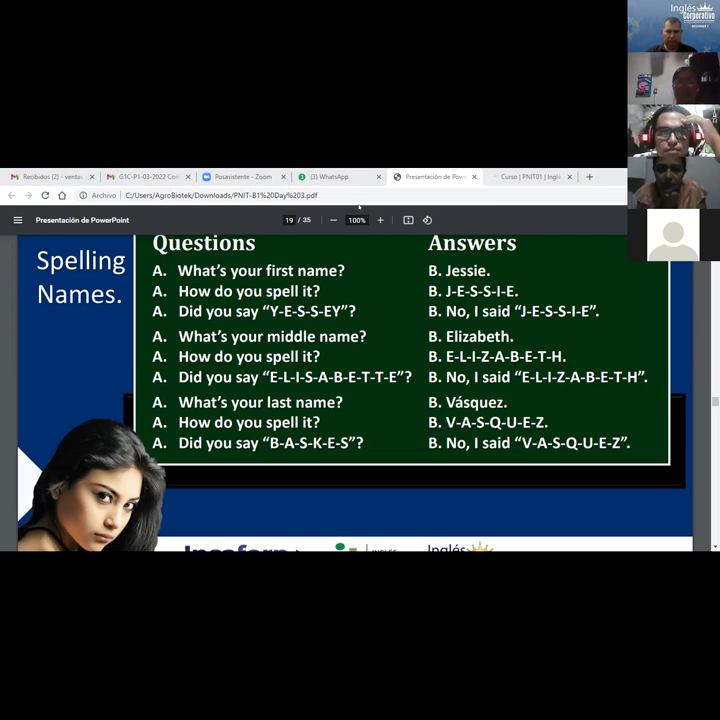 Inglés
Corporativo
Recibidos (2) - venta
G1C-P1-03-2022 Con
Posasistente - Zoom
(3) WhatsApp
Presentación de Pow
Curso | PNIT01 | Ingl
Archivo
C:/Users/AgroBiotek/Downloads/PNIT-B1%20Day%203.pdf
Presentación de PowerPoint
19 / 35
100%
Spelling
Names.
Questions
Answers
A. What's your first name?
B. Jessie.
A. How do you spell it?
B. J-E-S-S-I-E.
A. Did you say “Y-E-S-S-EY”?
B. No, I said “J-E-S-S-I-E”.
A. What's your middle name?
B. Elizabeth.
A. How do you spell it?
B. E-L-I-Z-A-B-E-T-H.
A. Did you say “E-L-I-S-A-B-E-T-T-E”?
B. No, I said “E-L-I-Z-A-B-E-T-H”.
A. What's your last name?
B. Vásquez.
A. How do you spell it?
B. V-A-S-Q-U-E-Z.
A. Did you say “B-A-S-K-E-S”?
B. No, I said “V-A-S-Q-U-E-Z”.
Insaforp
Inglés